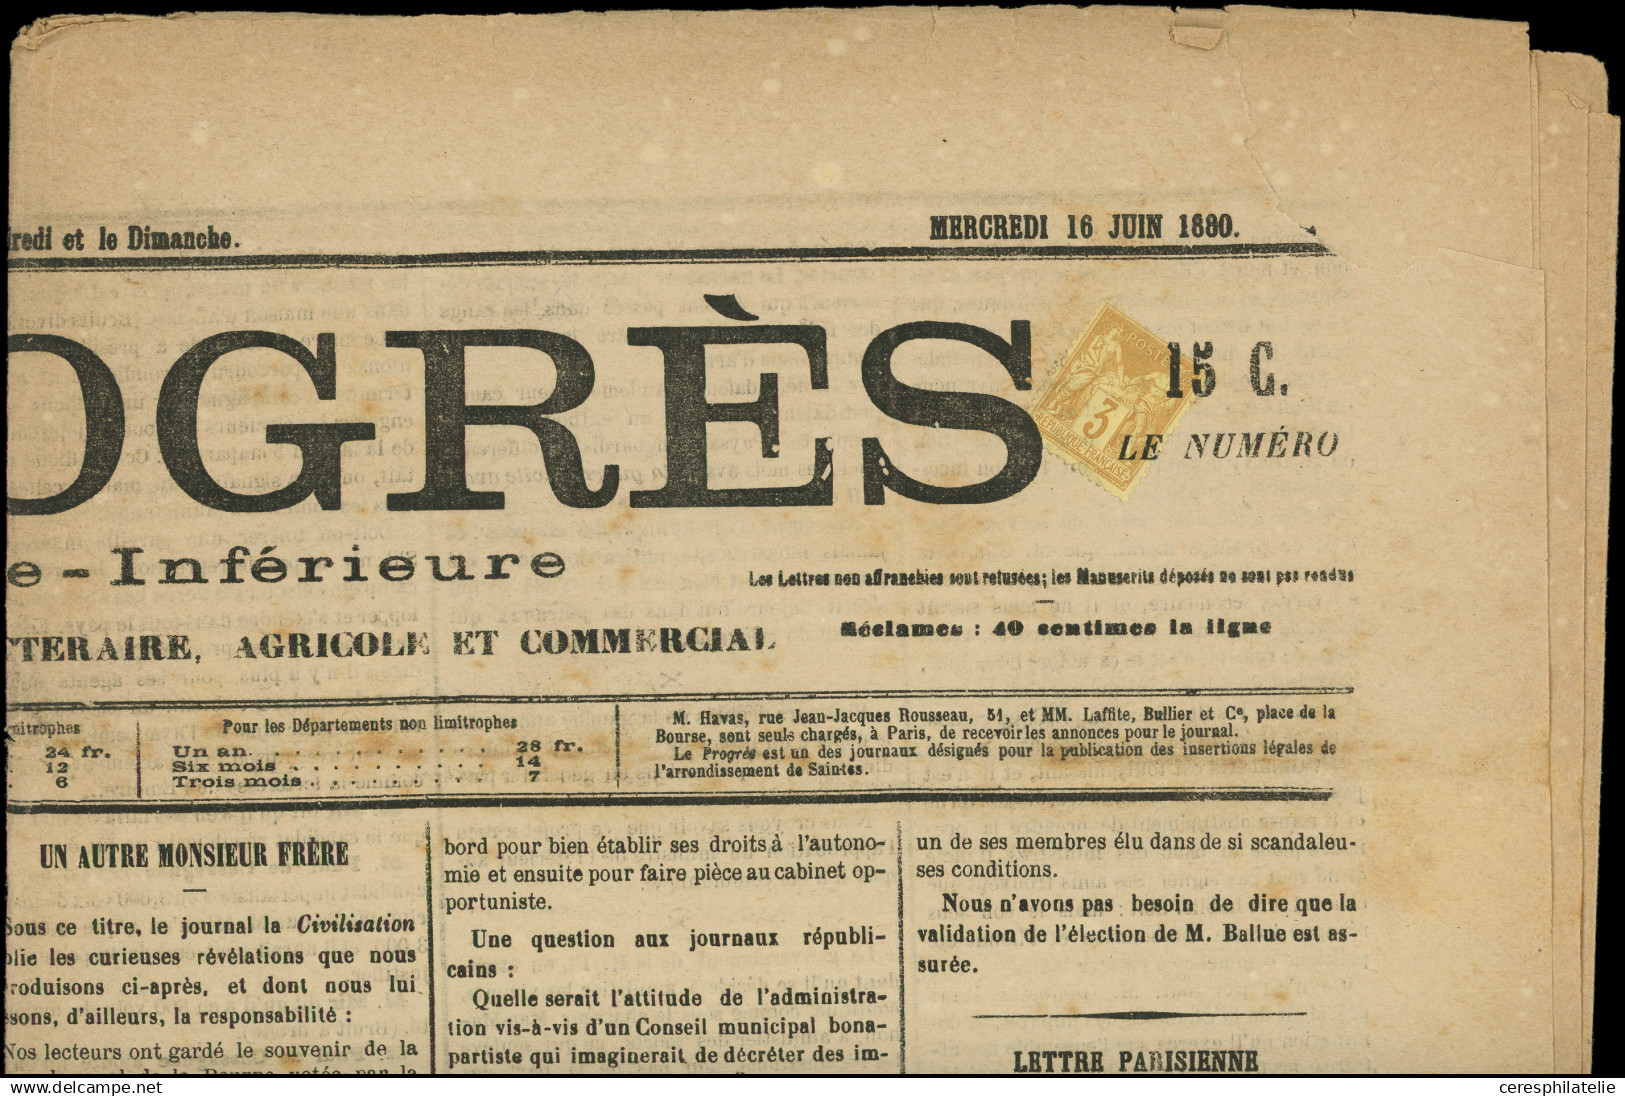 redi et le Dimanche.
MERCREDI 16 JUIN 1880.
OGRÈS
POSTE
3
RÉPUBLIQUE FRANÇAISE
15 C.
LE NUMÉRO
e-Inférieure
Les Lettres non affranchies sont refusées; les Manuscrits déposés ne sont pas rendus
TTERAIRE, AGRICOLE ET COMMERCIAL
Réclames : 40 centimes la ligne
limitrophes
24 fr.
12
6
Pour les Départements non limitrophes
Un an. . . . . . . . . . . . 28 fr.
Six mois . . . . . . . . . . 14
Trois mois . . . . . . . . . 7
M. Havas, rue Jean-Jacques Rousseau, 51, et MM. Laffite, Bullier et Ce, place de la
Bourse, sont seuls chargés, à Paris, de recevoir les annonces pour le journal.
Le Progrès est un des journaux désignés pour la publication des insertions légales de
l'arrondissement de Saintes.
UN AUTRE MONSIEUR FRÈRE
Sous ce titre, le journal la Civilisation
blie les curieuses révélations que nous
roduisons ci-après, et dont nous lui
ssons, d'ailleurs, la responsabilité :
Nos lecteurs ont gardé le souvenir de la
bord pour bien établir ses droits à l'autono-
mie et ensuite pour faire pièce au cabinet op-
portuniste.
Une question aux journaux républi-
cains :
Quelle serait l'attitude de l'administra-
tion vis-à-vis d'un Conseil municipal bona-
partiste qui imaginerait de décréter des im-
un de ses membres élu dans de si scandaleu-
ses conditions.
Nous n'avons pas besoin de dire que la
validation de l'élection de M. Ballue est as-
surée.
LETTRE PARISIENNE
delcampe.net
ceresphilatelie